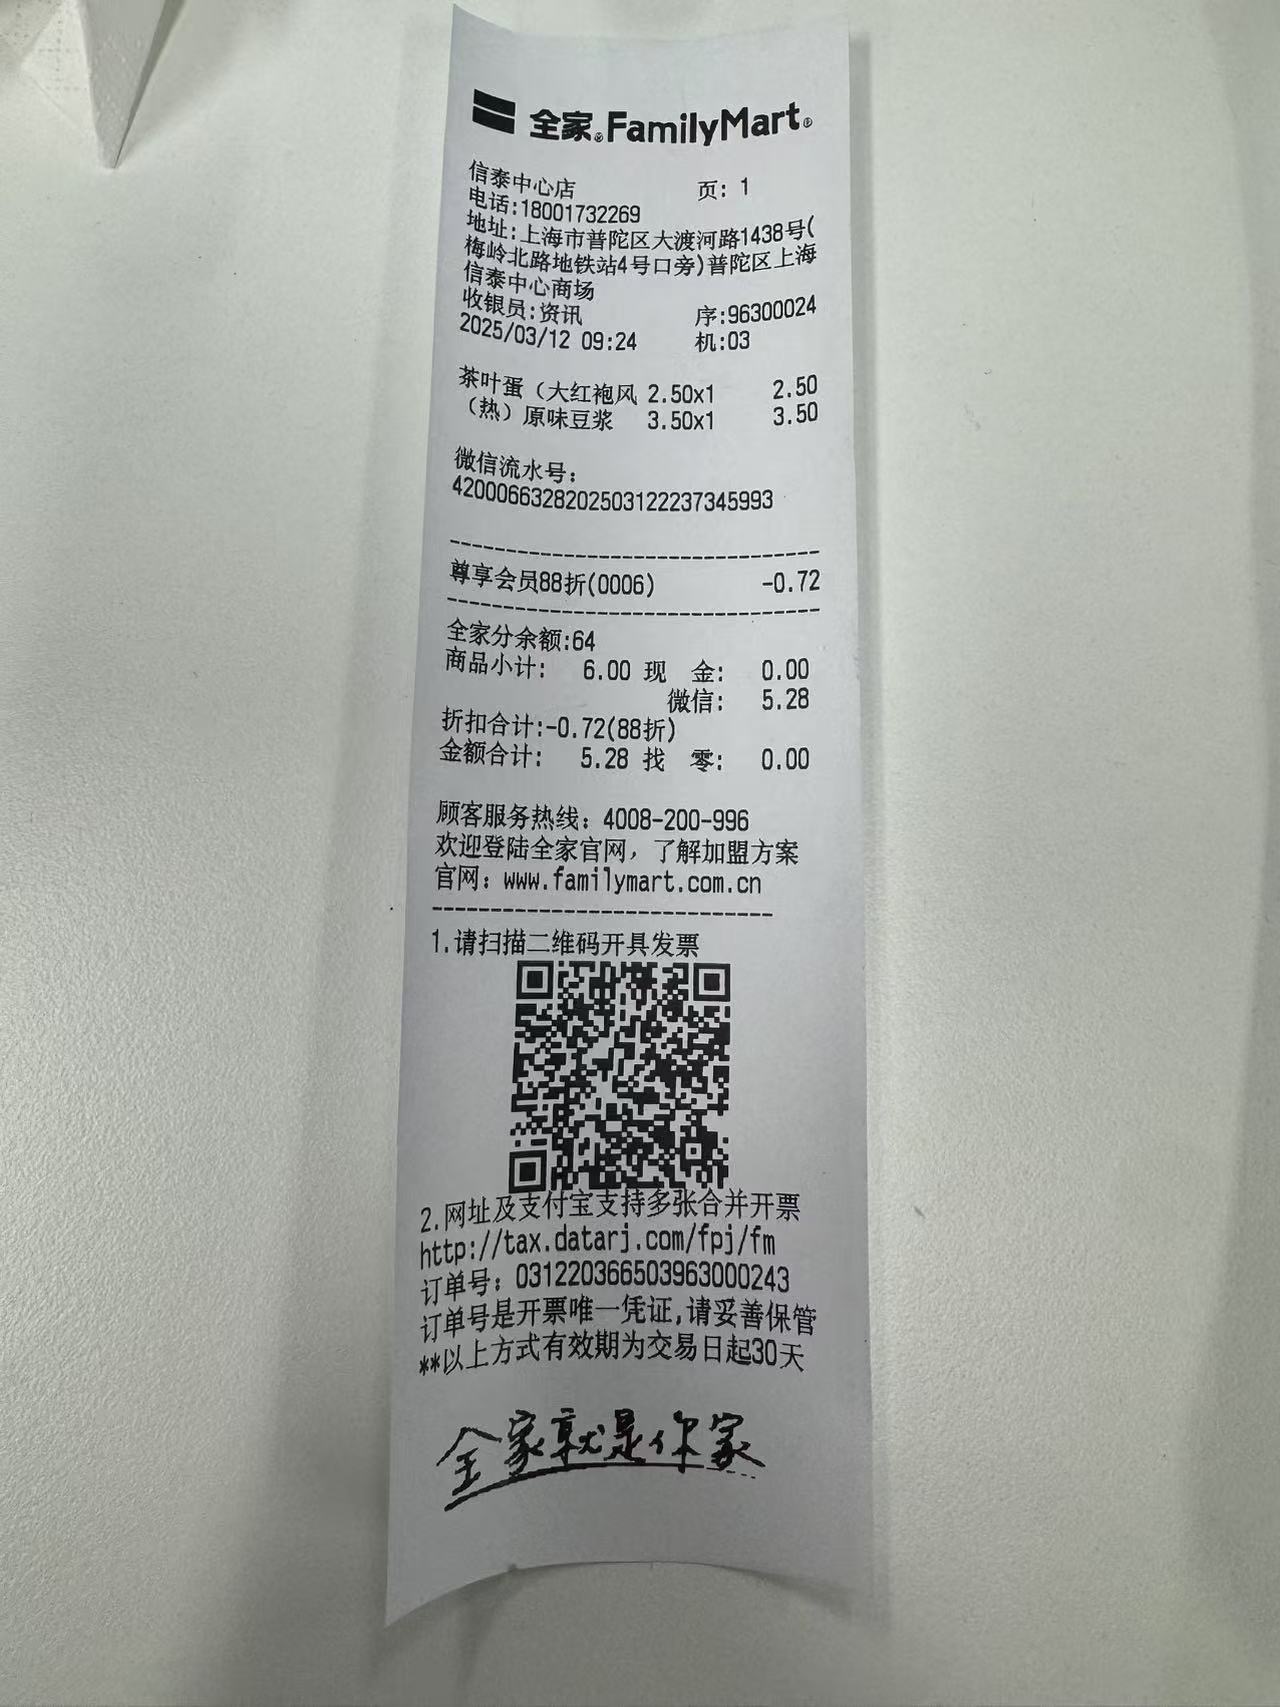 全家 FamilyMart
信泰中心店 页: 1
电话:18001732269
地址:上海市普陀区大渡河路1438号(
梅岭北路地铁站4号口旁)普陀区上海
信泰中心商场
收银员:资讯 序:96300024
2025/03/12 09:24 机:03
茶叶蛋（大红袍风 2.50x1 2.50
（热）原味豆浆 3.50x1 3.50
微信流水号:
4200066328202503122237345993
尊享会员88折(0006) -0.72
全家分余额:64
商品小计: 6.00 现 金: 0.00
微信: 5.28
折扣合计:-0.72(88折)
金额合计: 5.28 找 零: 0.00
顾客服务热线: 4008-200-996
欢迎登陆全家官网，了解加盟方案
官网: www.familymart.com.cn
1.请扫描二维码开具发票
2.网址及支付宝支持多张合并开票
http://tax.datarj.com/fpj/fm
订单号: 031220366503963000243
订单号是开票唯一凭证,请妥善保管
**以上方式有效期为交易日起30天
全家就是你家